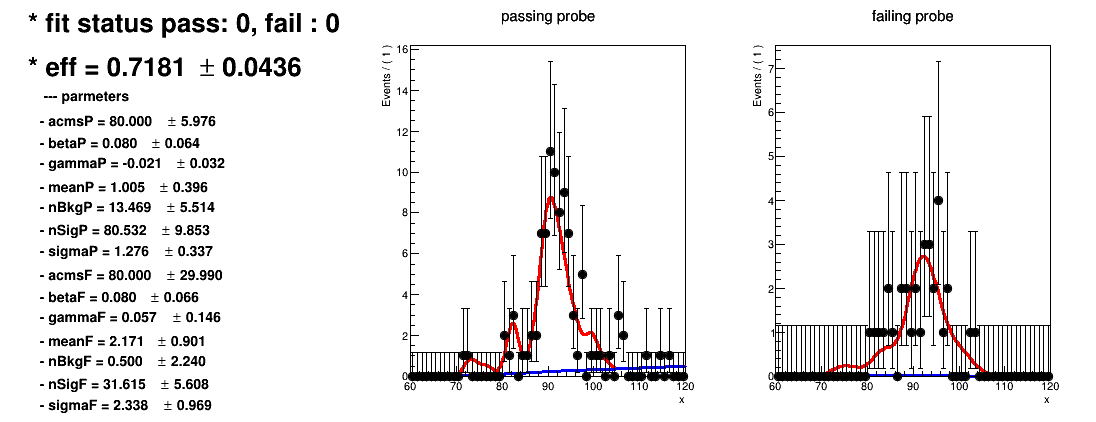 * fit status pass: 0, fail : 0
* eff = 0.7181 ± 0.0436
--- parmeters
- acmsP = 80.000 ± 5.976
- betaP = 0.080 ± 0.064
- gammaP = -0.021 ± 0.032
- meanP = 1.005 ± 0.396
- nBkgP = 13.469 ± 5.514
- nSigP = 80.532 ± 9.853
- sigmaP = 1.276 ± 0.337
- acmsF = 80.000 ± 29.990
- betaF = 0.080 ± 0.066
- gammaF = 0.057 ± 0.146
- meanF = 2.171 ± 0.901
- nBkgF = 0.500 ± 2.240
- nSigF = 31.615 ± 5.608
- sigmaF = 2.338 ± 0.969
passing probe
Events / ( 1 )
16
14
12
10
8
6
4
2
0
60 70 80 90 100 110 120
x
failing probe
Events / ( 1 )
7
6
5
4
3
2
1
0
60 70 80 90 100 110 120
x